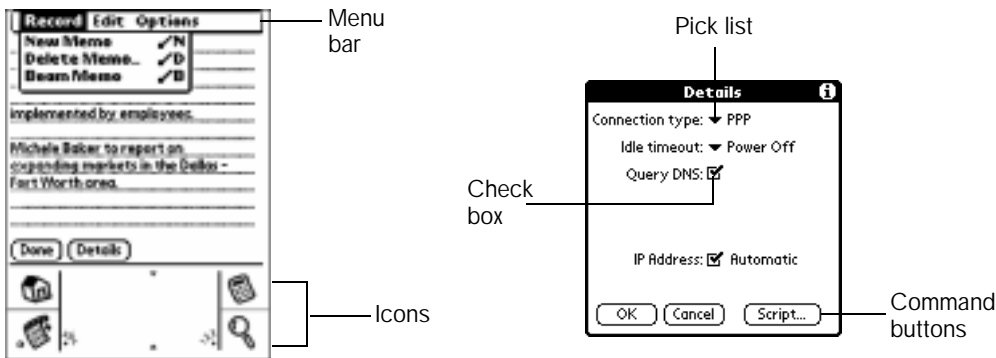 Record Edit Options
New Memo /N
Delete Memo... /D
Beam Memo /B
implemented by employees.
Michele Baker to report on
expanding markets in the Dallas -
Fort Worth area.
Done Details
Menu
bar
Icons
Pick list
Details
Connection type: PPP
Idle timeout: Power Off
Query DNS:
Check
box
IP Address: Automatic
OK Cancel Script...
Command
buttons